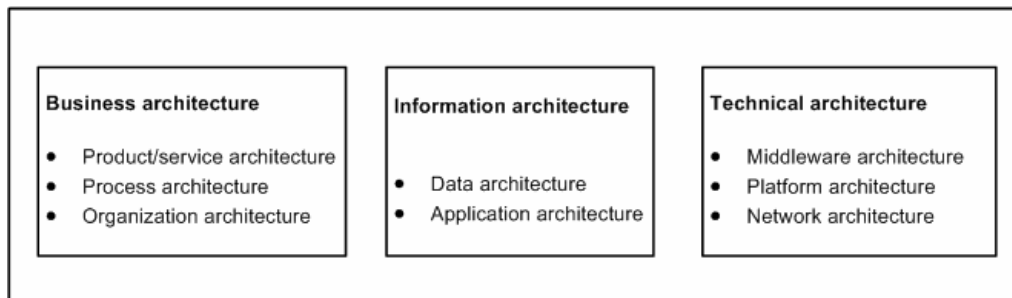 Business architecture
● Product/service architecture
● Process architecture
● Organization architecture
Information architecture
● Data architecture
● Application architecture
Technical architecture
● Middleware architecture
● Platform architecture
● Network architecture